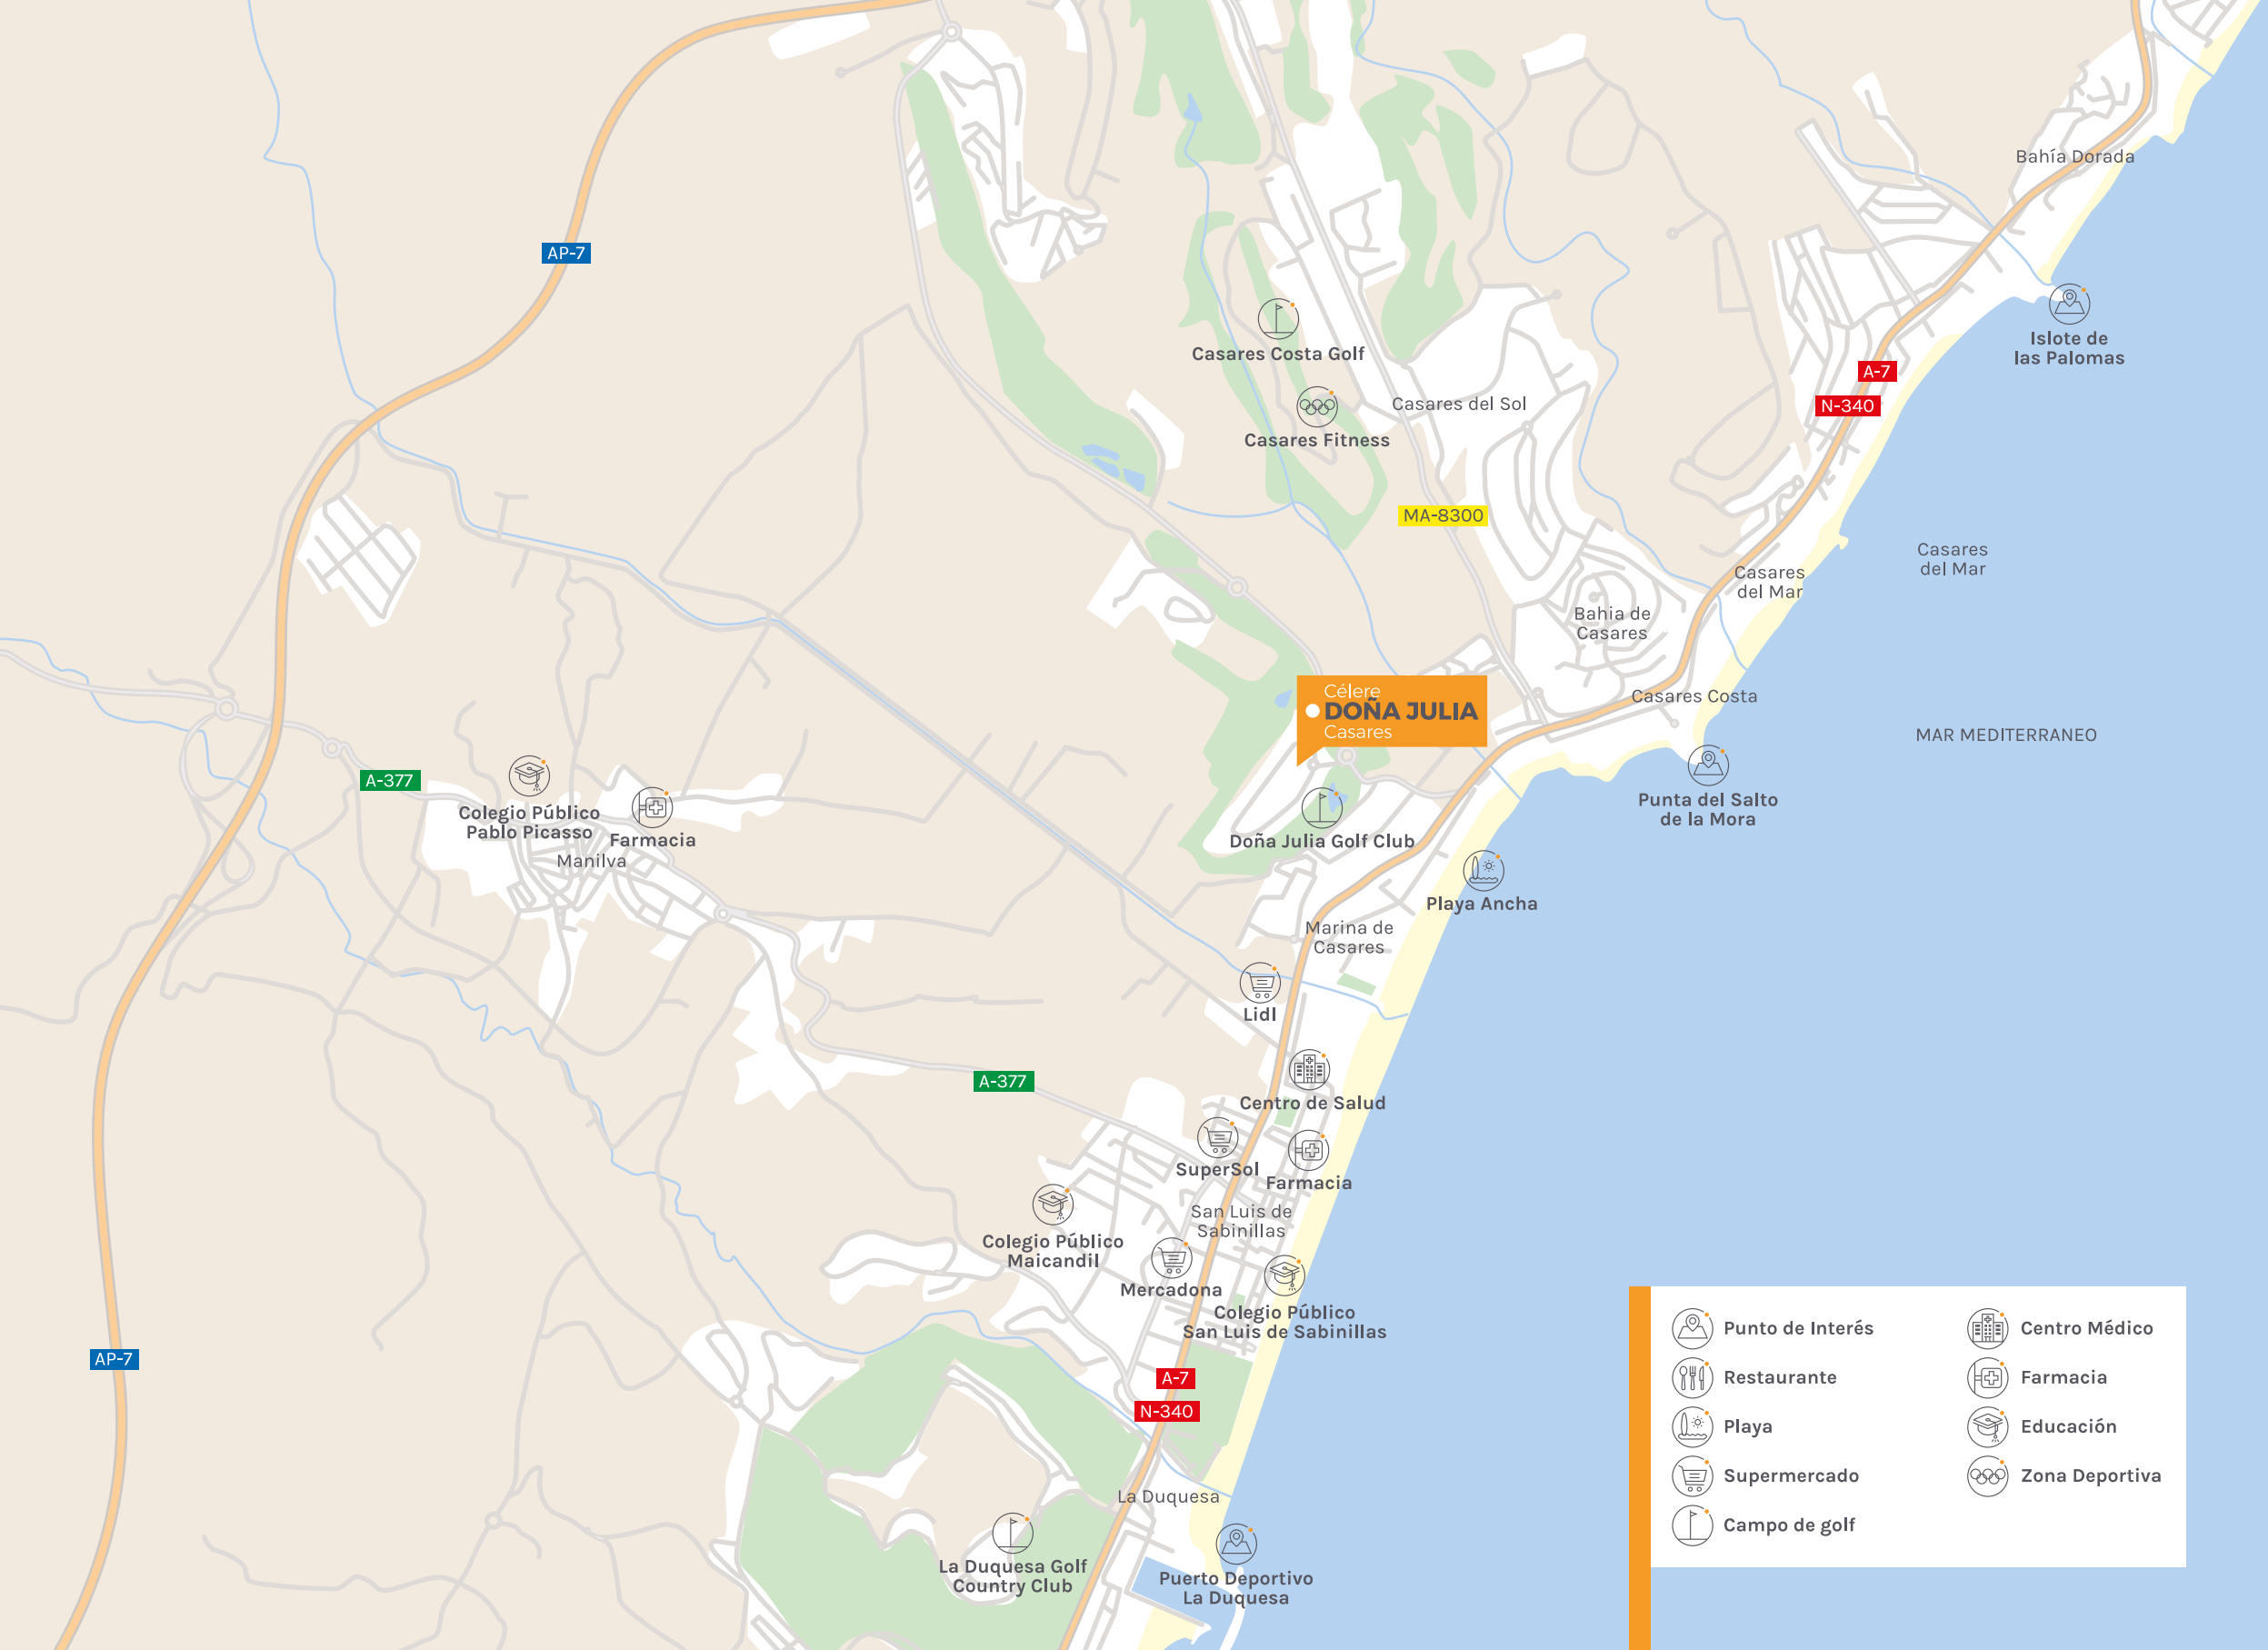 Bahía Dorada
AP-7
Islote de
las Palomas
Casares Costa Golf
A-7
Casares del Sol
N-340
Casares Fitness
MA-8300
Casares
del Mar
Casares
del Mar
Bahia de
Casares
Célere
DOÑA JULIA
Casares
Casares Costa
MAR MEDITERRANEO
A-377
Colegio Público
Pablo Picasso
Farmacia
Manilva
Punta del Salto
de la Mora
Doña Julia Golf Club
Playa Ancha
Marina de
Casares
Lidl
A-377
Centro de Salud
SuperSol
Farmacia
San Luis de
Sabinillas
Colegio Público
Maicandil
Mercadona
Colegio Público
San Luis de Sabinillas
AP-7
A-7
N-340
La Duquesa
La Duquesa Golf
Country Club
Puerto Deportivo
La Duquesa
Punto de Interés
Restaurante
Playa
Supermercado
Campo de golf
Centro Médico
Farmacia
Educación
Zona Deportiva